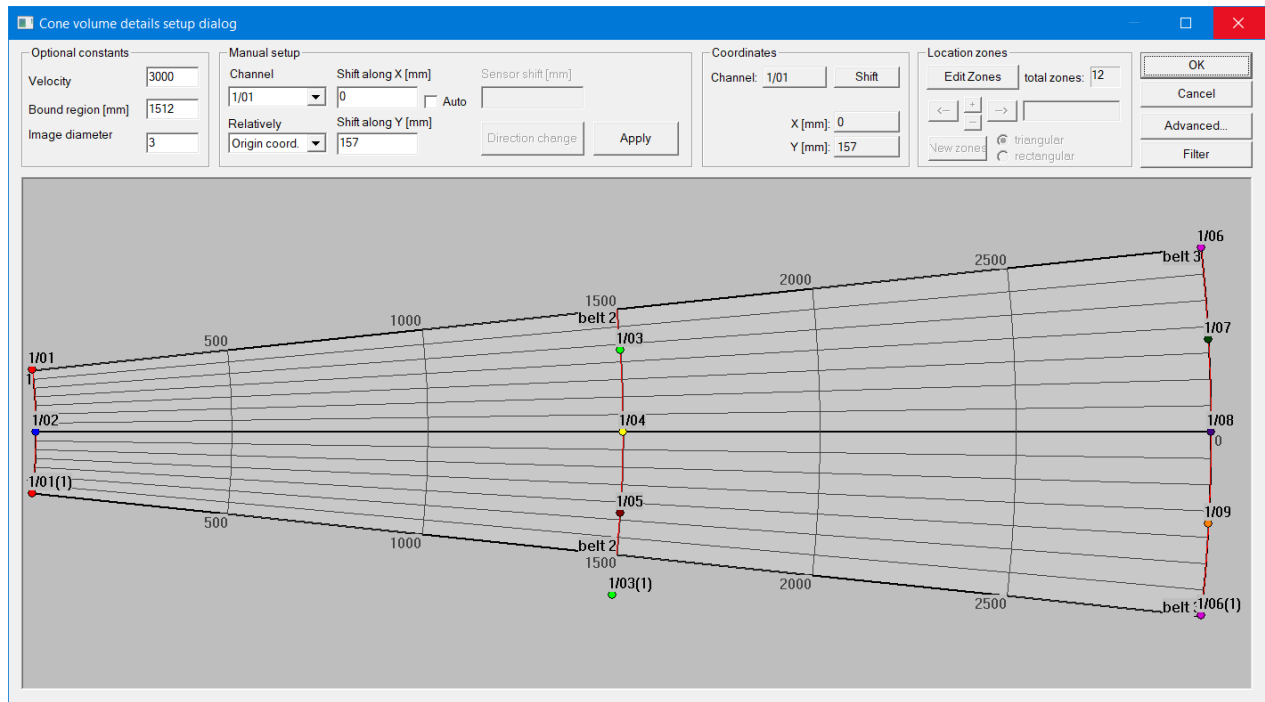 Cone volume details setup dialog
Optional constants
Velocity 3000
Bound region [mm] 1512
Image diameter 3
Manual setup
Channel Shift along X [mm] Sensor shift [mm]
1/01 0 Auto
Relatively Shift along Y [mm]
Origin coord. 157 Direction change Apply
Coordinates
Channel: 1/01 Shift
X [mm]: 0
Y [mm]: 157
Location zones
Edit Zones total zones: 12
<- + ->
-
New zones triangular
rectangular
OK
Cancel
Advanced...
Filter
1/06
belt 3
2500
2000
1500
belt 2
1000
1/03
1/07
500
1/01
1
1/02 1/04 1/08
0
1/01(1)
1/05
1/09
500
1000
belt 2
1500
1/03(1)
2000
2500
belt 1/06(1)